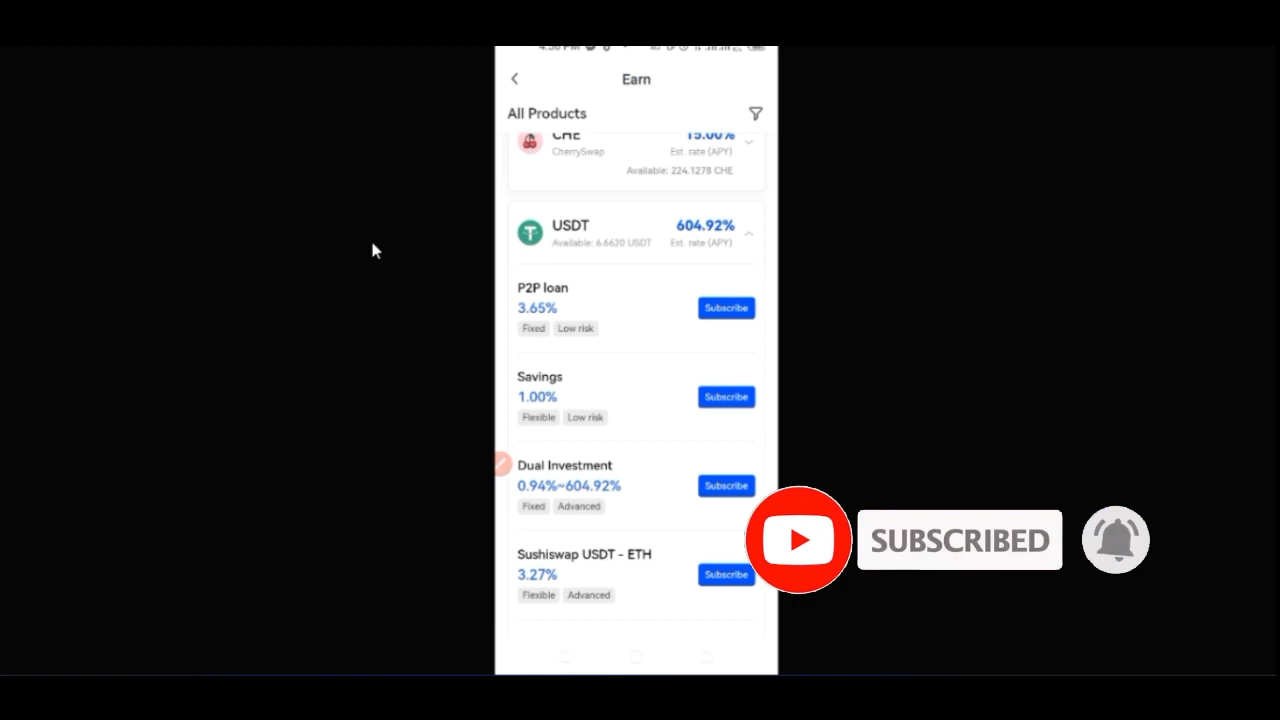 Earn
All Products
CHE 15.00%
CherrySwap Est. rate (APY)
Available: 224.1278 CHE
USDT 604.92%
Available: 6.6620 USDT Est. rate (APY)
P2P loan
3.65% Subscribe
Fixed Low risk
Savings
1.00% Subscribe
Flexible Low risk
Dual Investment
0.94%~604.92% Subscribe
Fixed Advanced
Sushiswap USDT - ETH
3.27% Subscribe
Flexible Advanced
SUBSCRIBED